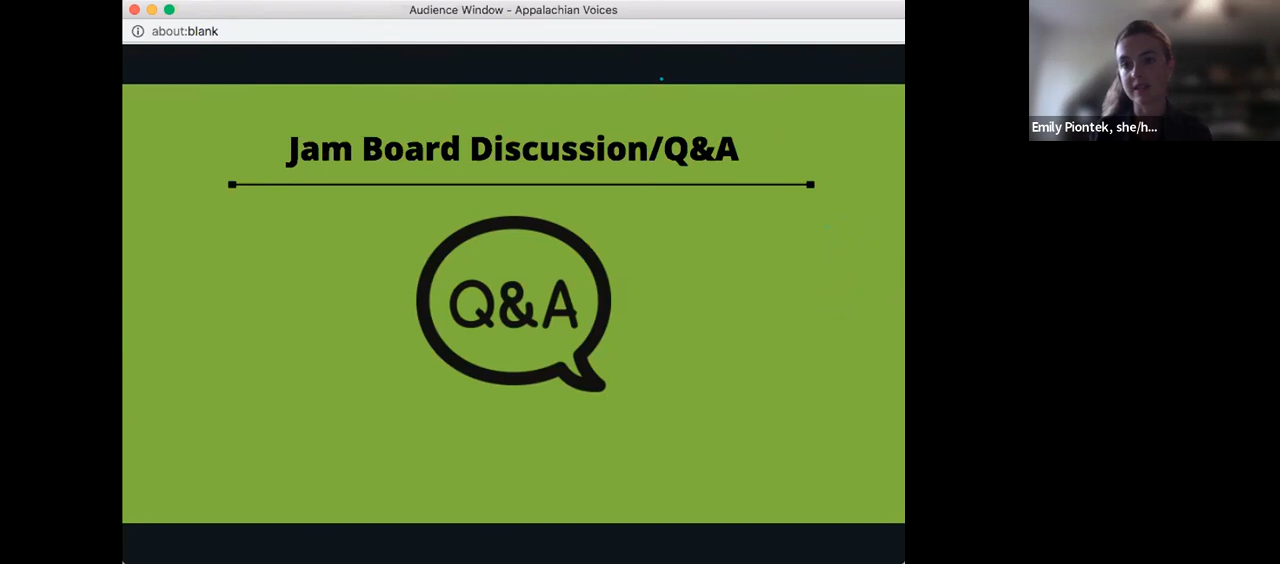 Audience Window - Appalachian Voices
about:blank
Jam Board Discussion/Q&A
Q&A
Emily Piontek, she/h...